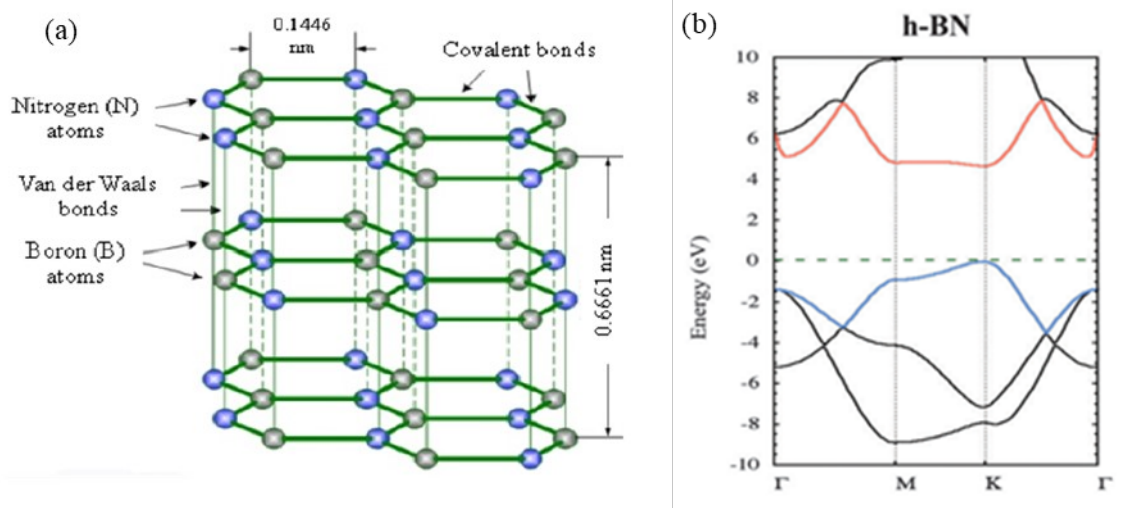 (a)
0.1446
nm
Covalent bonds
Nitrogen (N)
atoms
Van der Waals
bonds
Boron (B)
atoms
0.6661 nm
(b)
h-BN
Energy (eV)
10
8
6
4
2
0
-2
-4
-6
-8
-10
Γ
M
K
Γ